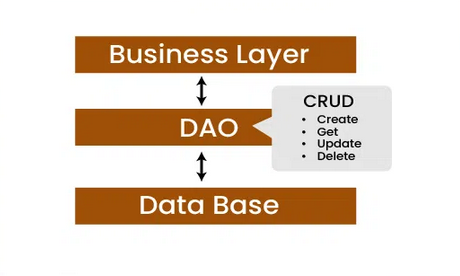 Business Layer
DAO
CRUD
• Create
• Get
• Update
• Delete
Data Base